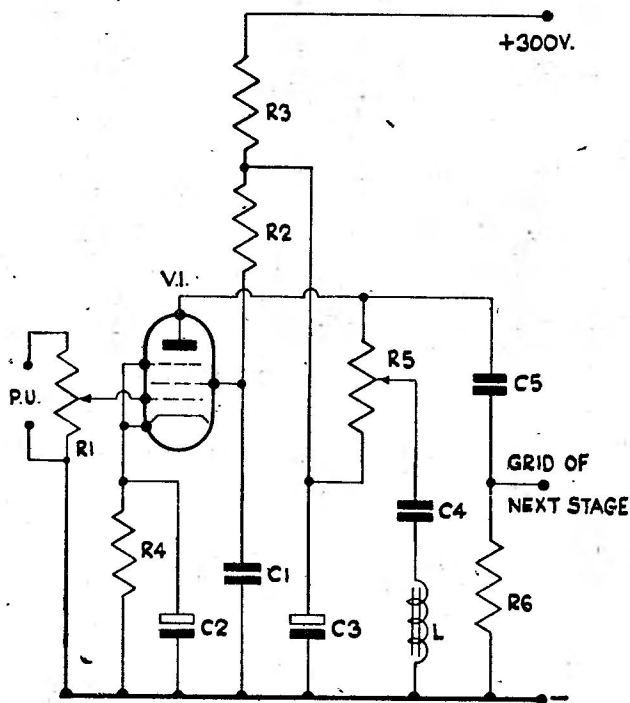 +300V.
R3
R2
V.I.
R5
P.U.
R1
C5
GRID OF
NEXT STAGE
C4
R4
C1
R6
C2
C3
L